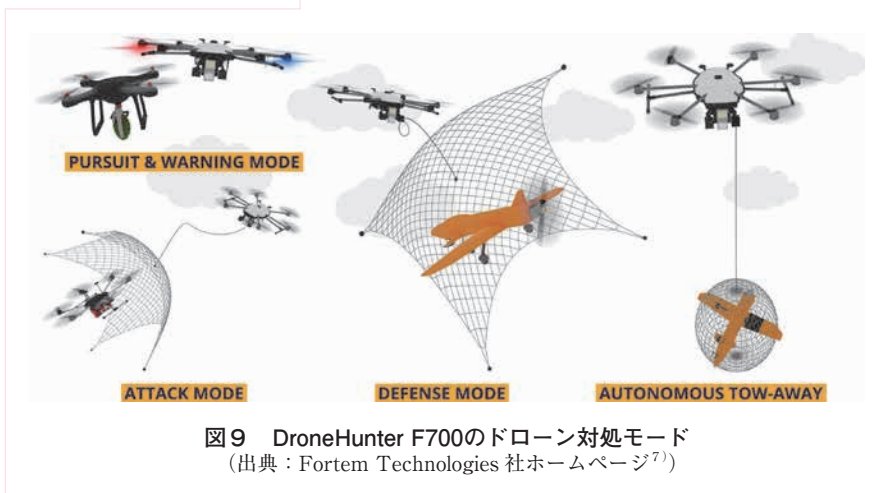 PURSUIT & WARNING MODE
ATTACK MODE
DEFENSE MODE
AUTONOMOUS TOW-AWAY
図9 DroneHunter F700のドローン対処モード
(出典：Fortem Technologies 社ホームページ7))